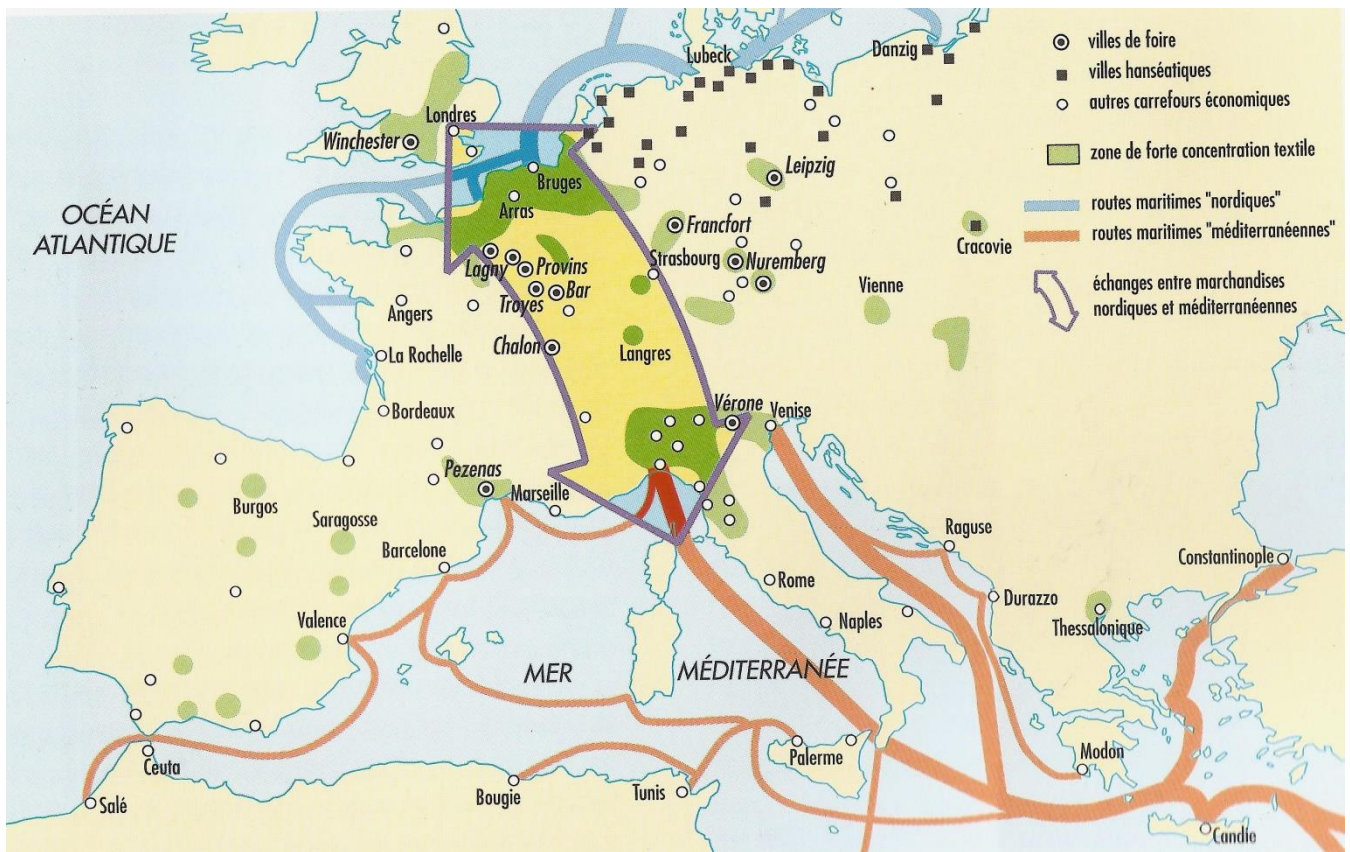 Lubeck
Danzig
villes de foire
villes hanséatiques
autres carrefours économiques
zone de forte concentration textile
routes maritimes "nordiques"
routes maritimes "méditerranéennes"
échanges entre marchandises
nordiques et méditerranéennes
Londres
Winchester
Bruges
Arras
Leipzig
OCÉAN
ATLANTIQUE
Francfort
Cracovie
Strasbourg
Nuremberg
Lagny
Provins
Troyes
Bar
Vienne
Angers
Chalon
Langres
La Rochelle
Bordeaux
Vérone
Venise
Pezenas
Marseille
Burgos
Saragosse
Barcelone
Raguse
Constantinople
Rome
Durazzo
Naples
Thessalonique
Valence
MER
MÉDITERRANÉE
Ceuta
Palerme
Modon
Salé
Bougie
Tunis
Candie